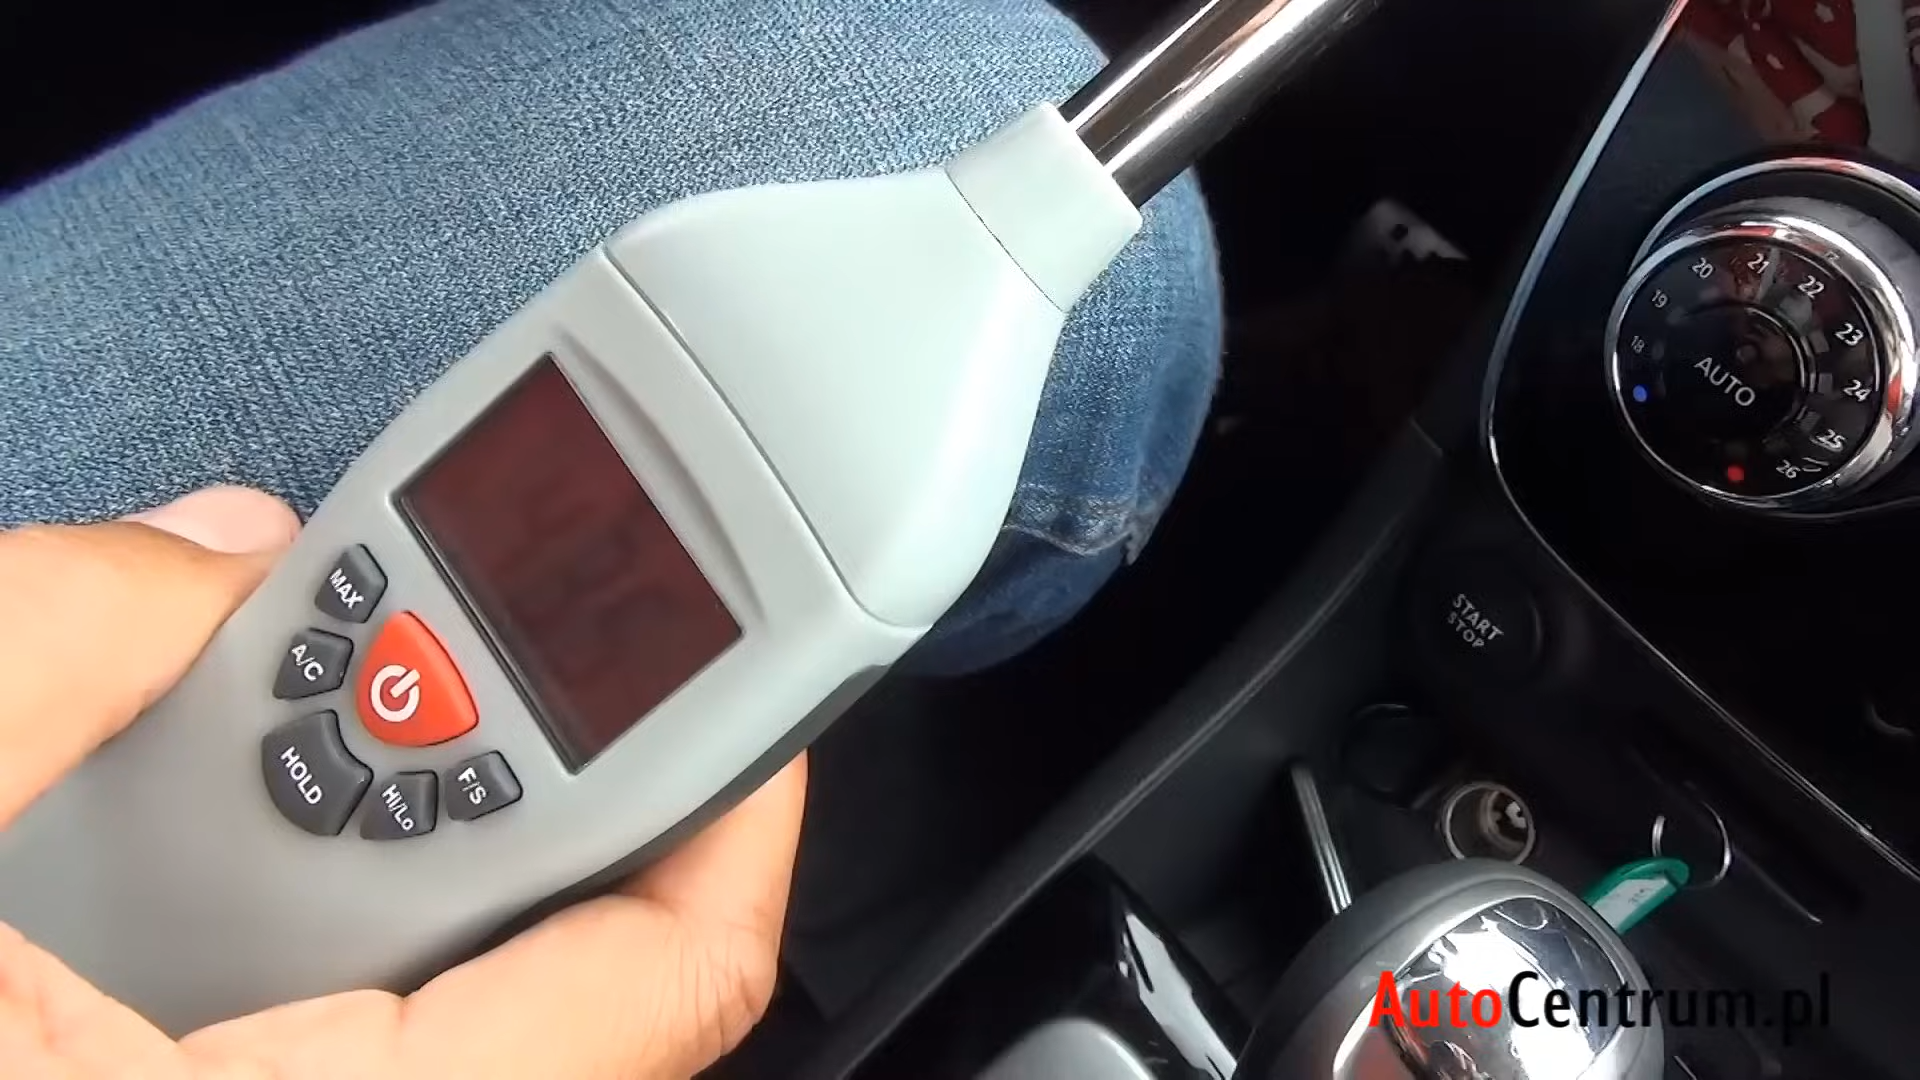 MAX
A/C
HOLD
HI/Lo
F/S
18
19
20
21
22
23
24
25
26
AUTO
START
STOP
AutoCentrum.pl